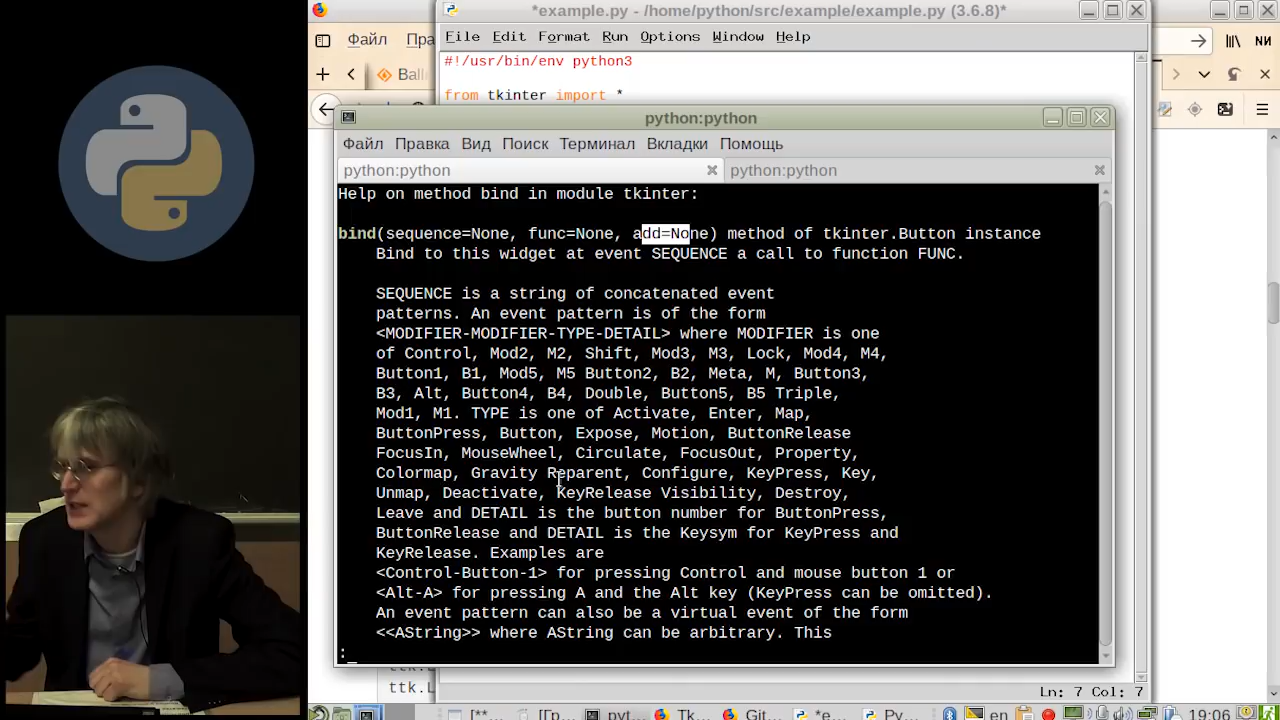 *example.py - /home/python/src/example/example.py (3.6.8)*
File Edit Format Run Options Window Help
Файл
#!/usr/bin/env python3
from tkinter import *
python:python
Файл Правка Вид Поиск Терминал Вкладки Помощь
python:python
python:python
Help on method bind in module tkinter:
bind(sequence=None, func=None, add=None) method of tkinter.Button instance
Bind to this widget at event SEQUENCE a call to function FUNC.
SEQUENCE is a string of concatenated event
patterns. An event pattern is of the form
<MODIFIER-MODIFIER-TYPE-DETAIL> where MODIFIER is one
of Control, Mod2, M2, Shift, Mod3, M3, Lock, Mod4, M4,
Button1, B1, Mod5, M5 Button2, B2, Meta, M, Button3,
B3, Alt, Button4, B4, Double, Button5, B5 Triple,
Mod1, M1. TYPE is one of Activate, Enter, Map,
ButtonPress, Button, Expose, Motion, ButtonRelease
FocusIn, MouseWheel, Circulate, FocusOut, Property,
Colormap, Gravity Reparent, Configure, KeyPress, Key,
Unmap, Deactivate, KeyRelease Visibility, Destroy,
Leave and DETAIL is the button number for ButtonPress,
ButtonRelease and DETAIL is the Keysym for KeyPress and
KeyRelease. Examples are
<Control-Button-1> for pressing Control and mouse button 1 or
<Alt-A> for pressing A and the Alt key (KeyPress can be omitted).
An event pattern can also be a virtual event of the form
<<AString>> where AString can be arbitrary. This
:
ttk.L
Ln: 7 Col: 7
[** [Гр pyt Tk Git *e Py en 19:06